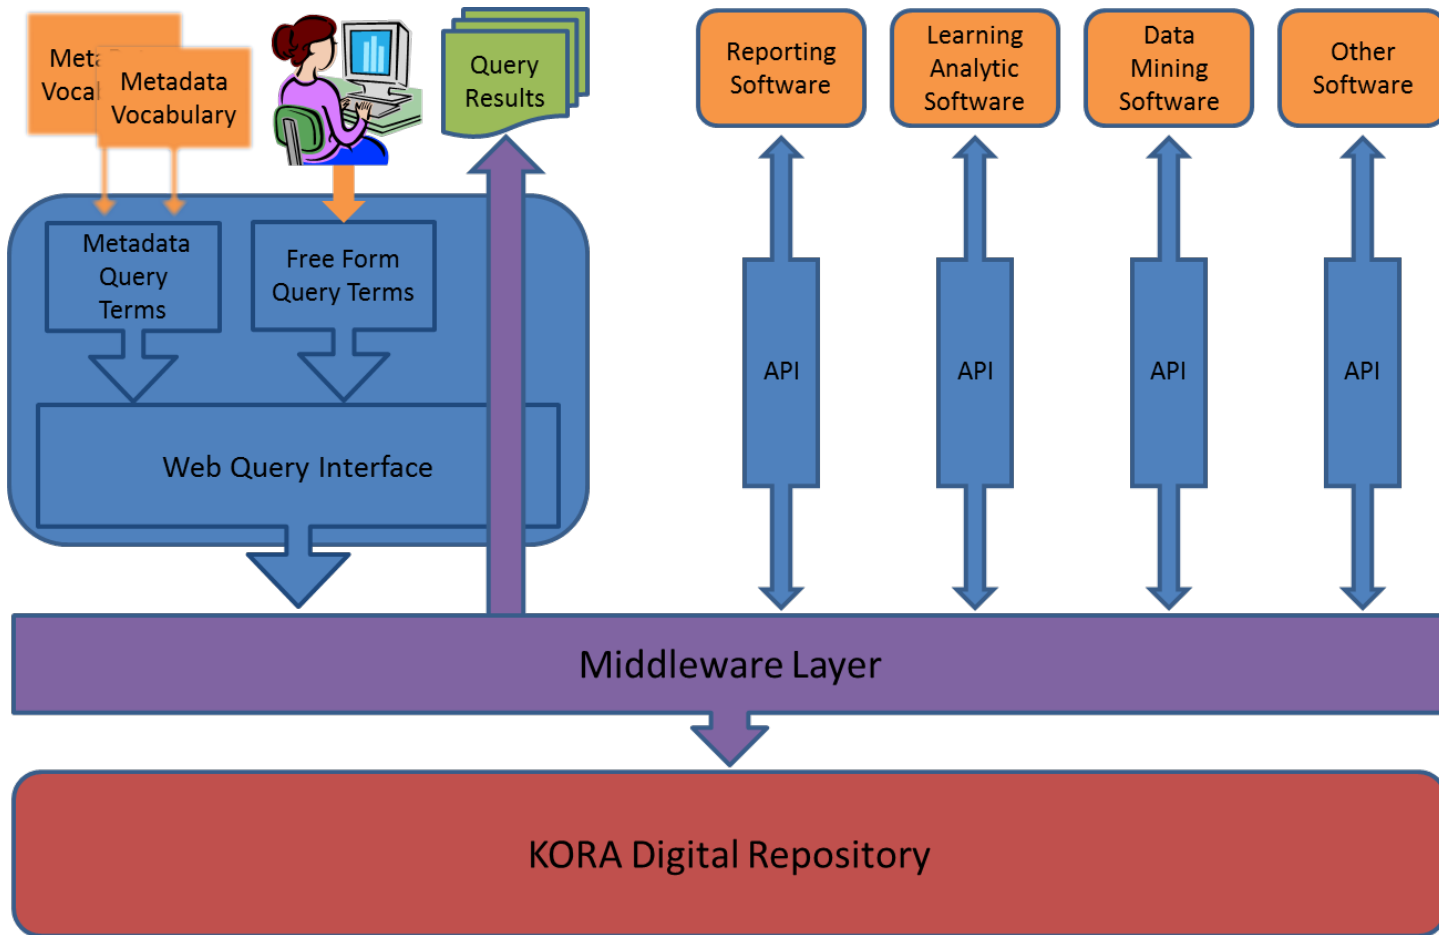 Meta
Vocab
Metadata
Vocabulary
Query
Results
Reporting
Software
Learning
Analytic
Software
Data
Mining
Software
Other
Software
Metadata
Query
Terms
Free Form
Query Terms
API
API
API
API
Web Query Interface
Middleware Layer
KORA Digital Repository